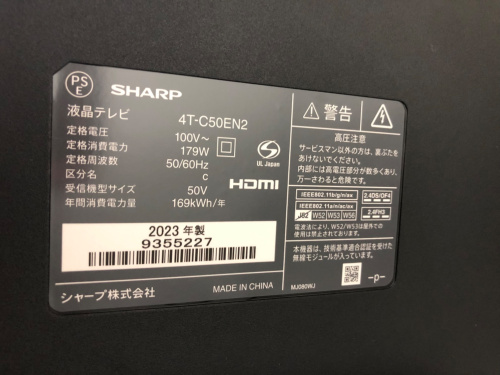 PS
E
SHARP
液晶テレビ 4T-C50EN2
定格電圧 100V~
定格消費電力 179W
定格周波数 50/60Hz
区分名 C
受信機型サイズ 50V
年間消費電力量 169kWh/年
UL Japan
HDMI
2023 年製
9355227
シャープ株式会社 MADE IN CHINA
警告
高圧注意
サービスマン以外の方は、裏ぶたを
あけないでください。
内部には高電圧部分が数多くあり、
万一さわると危険です。
IEEE802.11b/g/n/ax
IEEE802.11a/n/ac/ax
J52 W52 W53 W56
2.4DS/OF4
2.4FH3
電波法により、W52/W53は屋外での
使用は禁止されております。
本機器は、技術基準適合認証を受けた
無線モジュールが入っています。
MJ080WJ
-p-